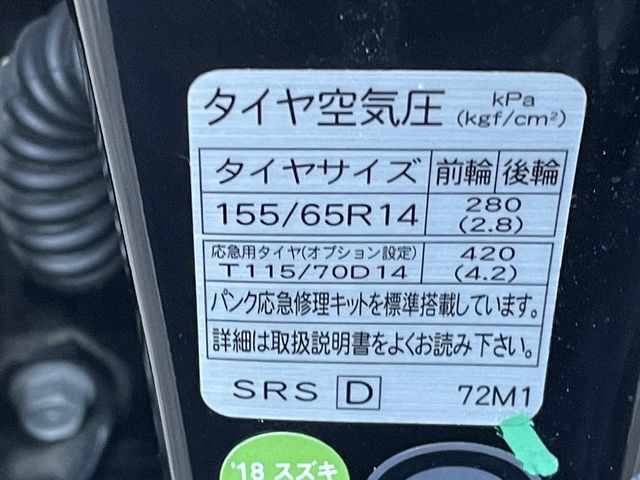 タイヤ空気圧 kPa
(kgf/cm²)
タイヤサイズ 前輪 後輪
155/65R14 280
(2.8)
応急用タイヤ(オプション設定) 420
T115/70D14 (4.2)
パンク応急修理キットを標準搭載しています。
詳細は取扱説明書をよくお読み下さい。
SRS D 72M1
'18 スズキ